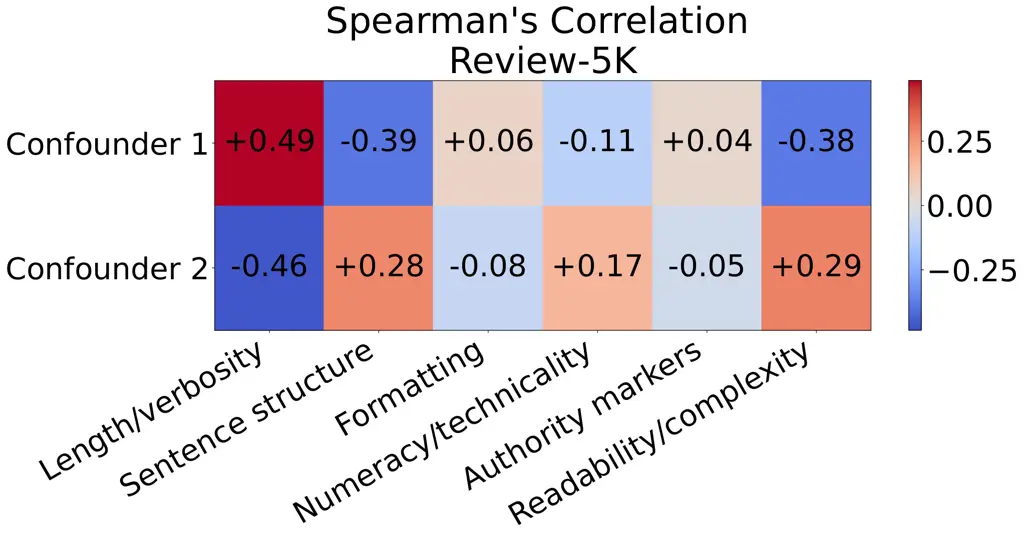 Spearman's Correlation
Review-5K
Confounder 1 +0.49 -0.39 +0.06 -0.11 +0.04 -0.38
Confounder 2 -0.46 +0.28 -0.08 +0.17 -0.05 +0.29
0.25
0.00
−0.25
Length/verbosity
Sentence structure
Formatting
Numeracy/technicality
Authority markers
Readability/complexity